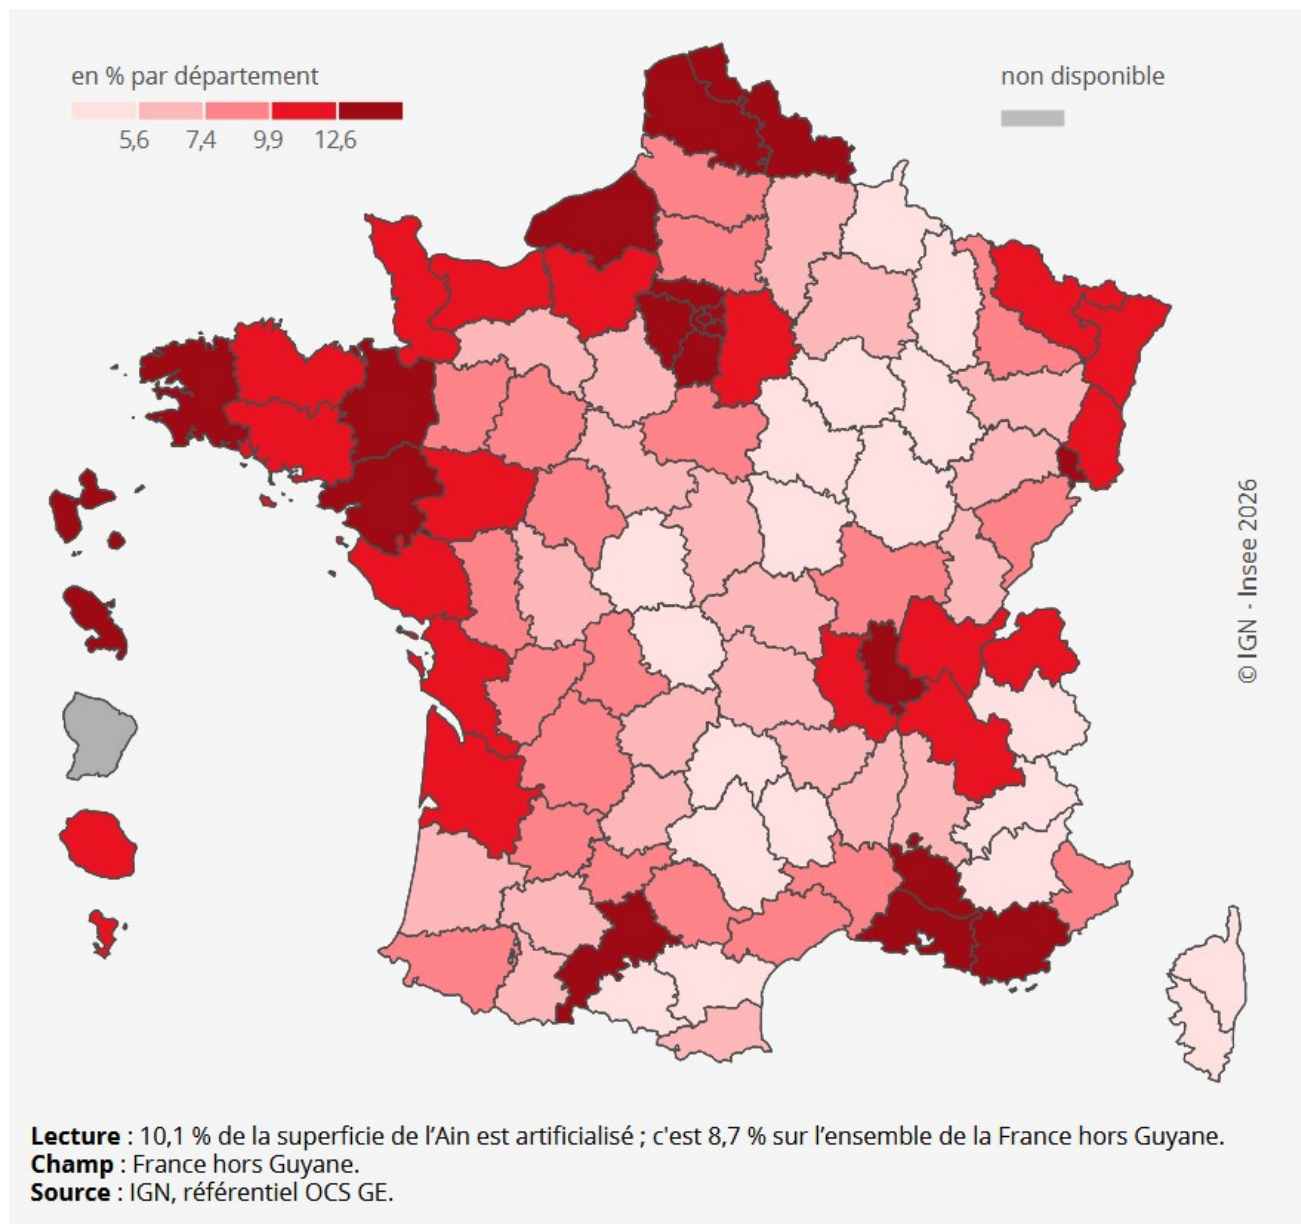 en % par département
non disponible
5,6 7,4 9,9 12,6
© IGN - Insee 2026
Lecture : 10,1 % de la superficie de l’Ain est artificialisé ; c'est 8,7 % sur l’ensemble de la France hors Guyane.
Champ : France hors Guyane.
Source : IGN, référentiel OCS GE.